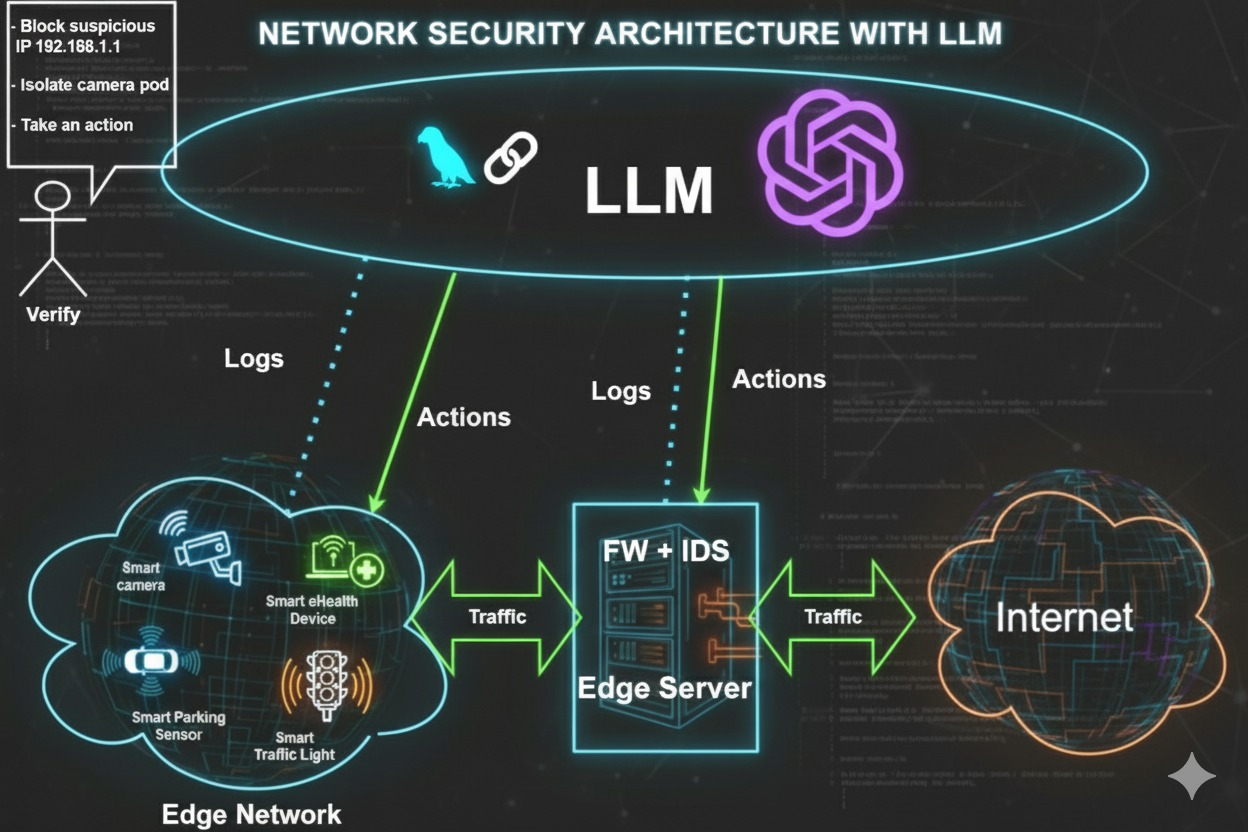 NETWORK SECURITY ARCHITECTURE WITH LLM
- Block suspicious
IP 192.168.1.1
- Isolate camera pod
- Take an action
Verify
LLM
Logs
Actions
Logs
Actions
Smart
camera
Smart eHealth
Device
Smart Parking
Sensor
Smart
Traffic Light
Edge Network
Traffic
FW + IDS
Edge Server
Traffic
Internet